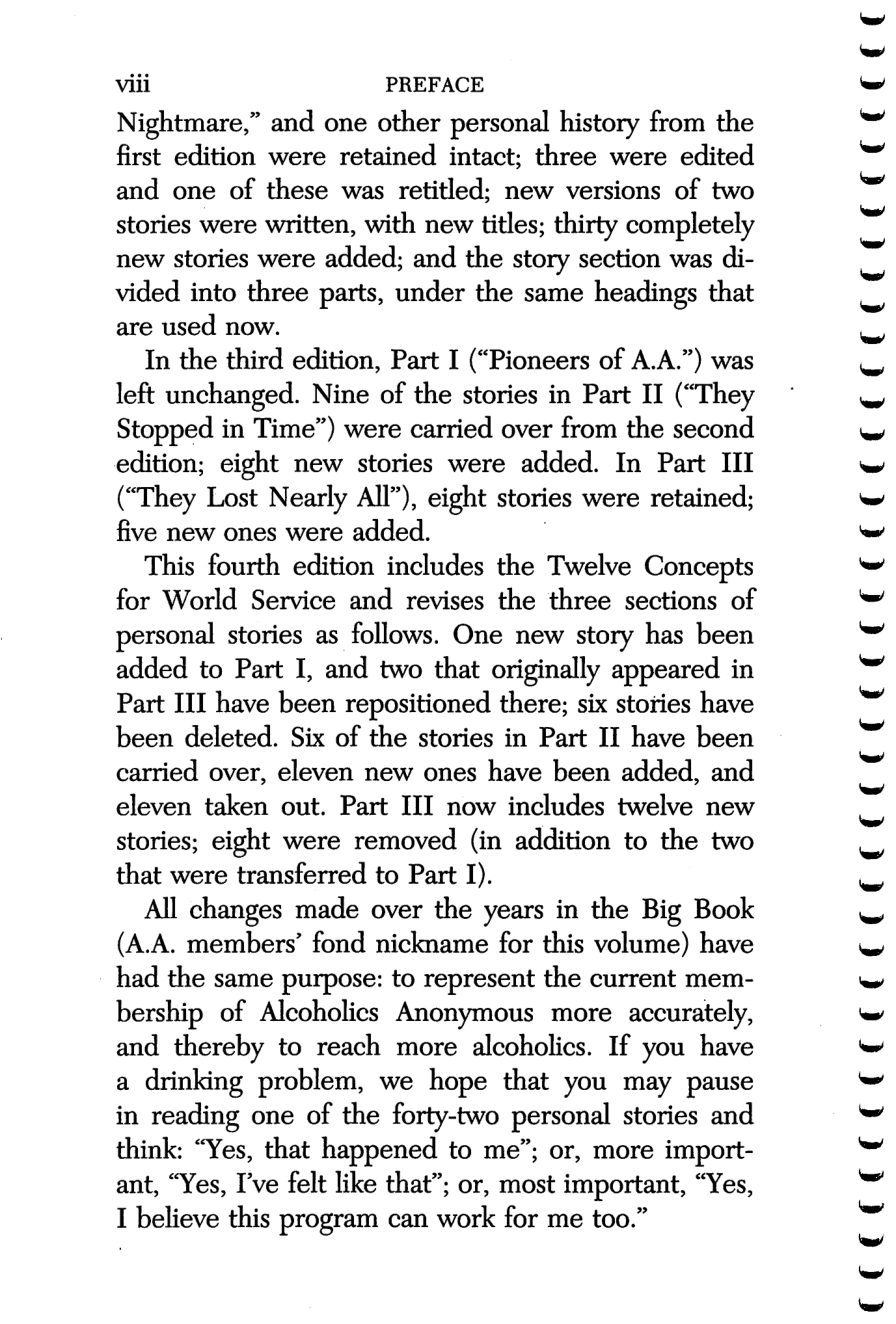 viii PREFACE
Nightmare,” and one other personal history from the
first edition were retained intact; three were edited
and one of these was retitled; new versions of two
stories were written, with new titles; thirty completely
new stories were added; and the story section was di-
vided into three parts, under the same headings that
are used now.
In the third edition, Part I (“Pioneers of A.A.”) was
left unchanged. Nine of the stories in Part II (“They
Stopped in Time”) were carried over from the second
edition; eight new stories were added. In Part III
(“They Lost Nearly All”), eight stories were retained;
five new ones were added.
This fourth edition includes the Twelve Concepts
for World Service and revises the three sections of
personal stories as follows. One new story has been
added to Part I, and two that originally appeared in
Part III have been repositioned there; six stories have
been deleted. Six of the stories in Part II have been
carried over, eleven new ones have been added, and
eleven taken out. Part III now includes twelve new
stories; eight were removed (in addition to the two
that were transferred to Part I).
All changes made over the years in the Big Book
(A.A. members’ fond nickname for this volume) have
had the same purpose: to represent the current mem-
bership of Alcoholics Anonymous more accurately,
and thereby to reach more alcoholics. If you have
a drinking problem, we hope that you may pause
in reading one of the forty-two personal stories and
think: “Yes, that happened to me”; or, more import-
ant, “Yes, I’ve felt like that”; or, most important, “Yes,
I believe this program can work for me too.”